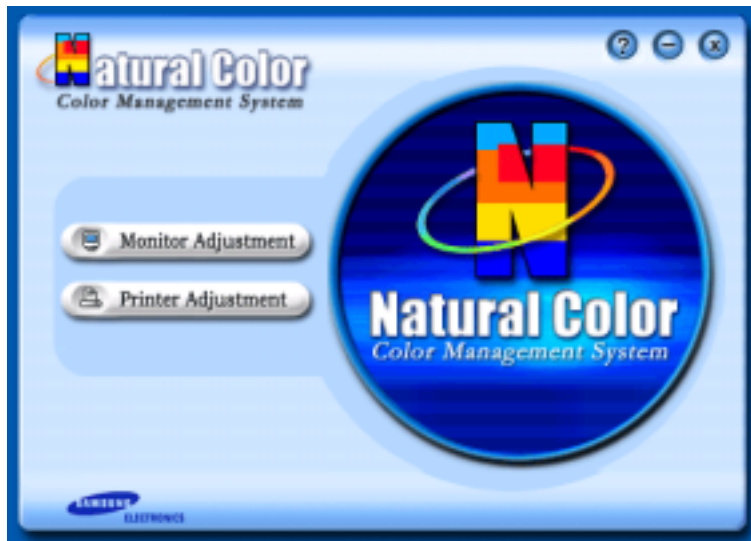 Natural Color
Color Management System
?
Monitor Adjustment
Printer Adjustment
N
Natural Color
Color Management System
SAMSUNG
ELECTRONICS